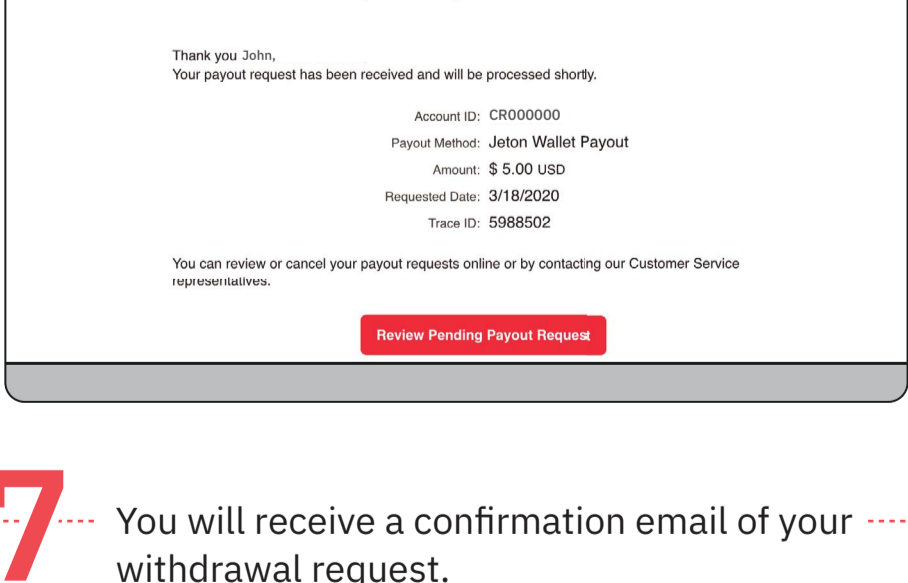 Thank you John,
Your payout request has been received and will be processed shortly.
Account ID: CR000000
Payout Method: Jeton Wallet Payout
Amount: $ 5.00 USD
Requested Date: 3/18/2020
Trace ID: 5988502
You can review or cancel your payout requests online or by contacting our Customer Service
representatives.
Review Pending Payout Request
7
You will receive a confirmation email of your
withdrawal request.